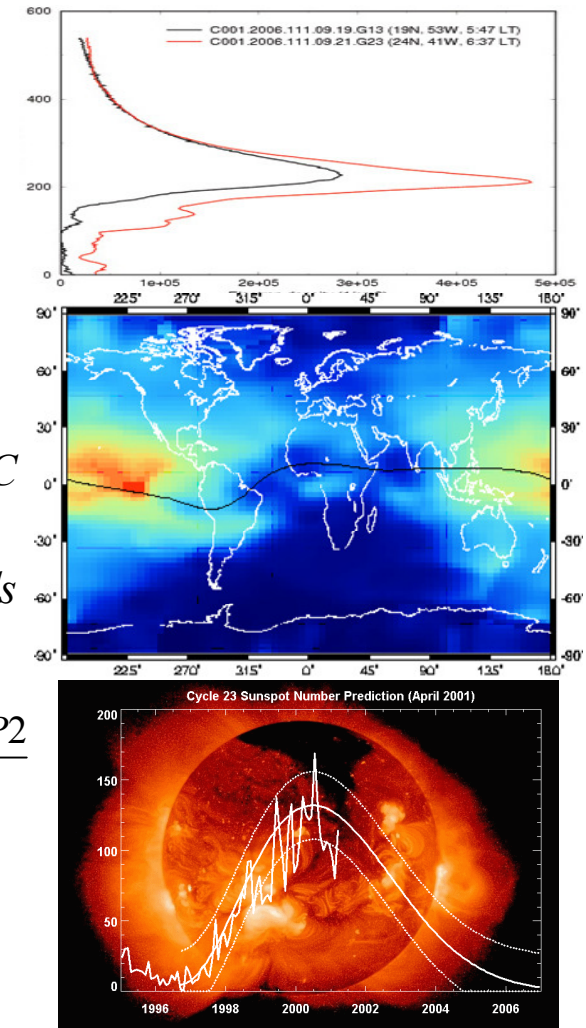 600
C001.2006.111.09.19.G13 (19N, 53W, 5:47 LT)
C001.2006.111.09.21.G23 (24N, 41W, 6:37 LT)
400
200
0
0 1e+05 2e+05 3e+05 4e+05 5e+05
225° 270° 315° 0° 45° 90° 135° 180°
90° 90°
60° 60°
30° 30°
C
0° 0°
-30° -30°
ls
-60° -60°
-90° -90°
225° 270° 315° 0° 45° 90° 135° 180°
Cycle 23 Sunspot Number Prediction (April 2001)
200
P2
150
100
50
0
1996 1998 2000 2002 2004 2006